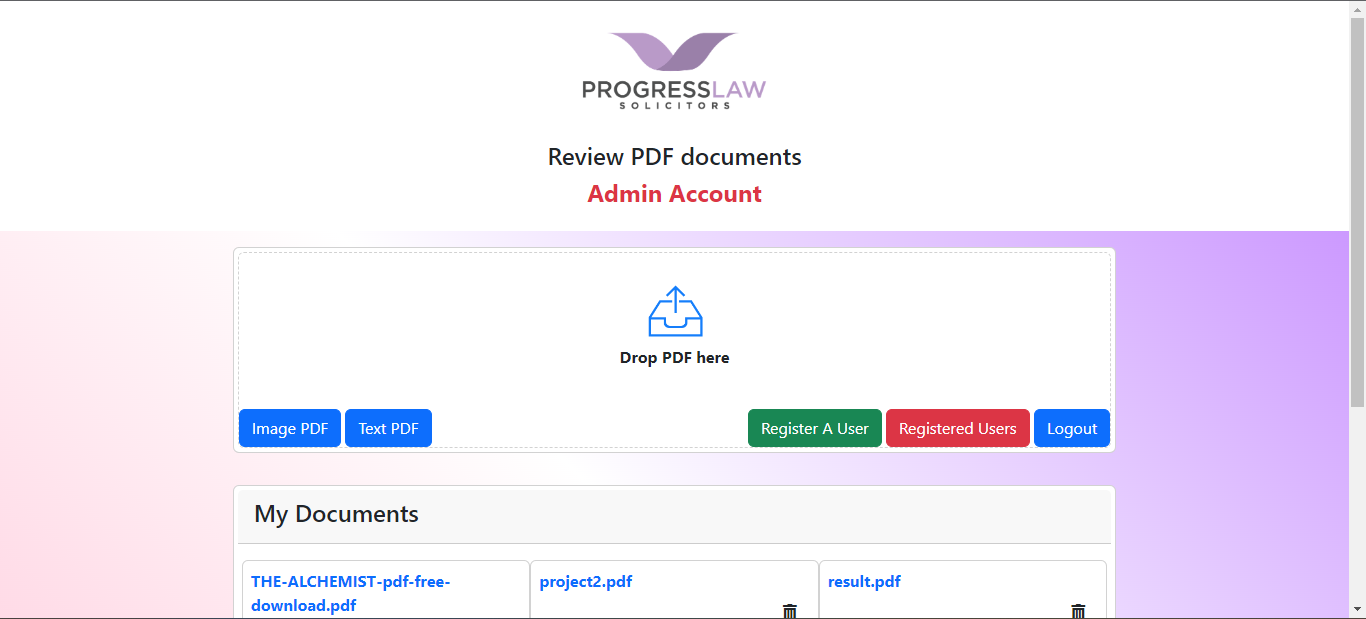 PROGRESSLAW
SOLICITORS
Review PDF documents
Admin Account
Drop PDF here
Image PDF
Text PDF
Register A User
Registered Users
Logout
My Documents
THE-ALCHEMIST-pdf-free-
download.pdf
project2.pdf
result.pdf